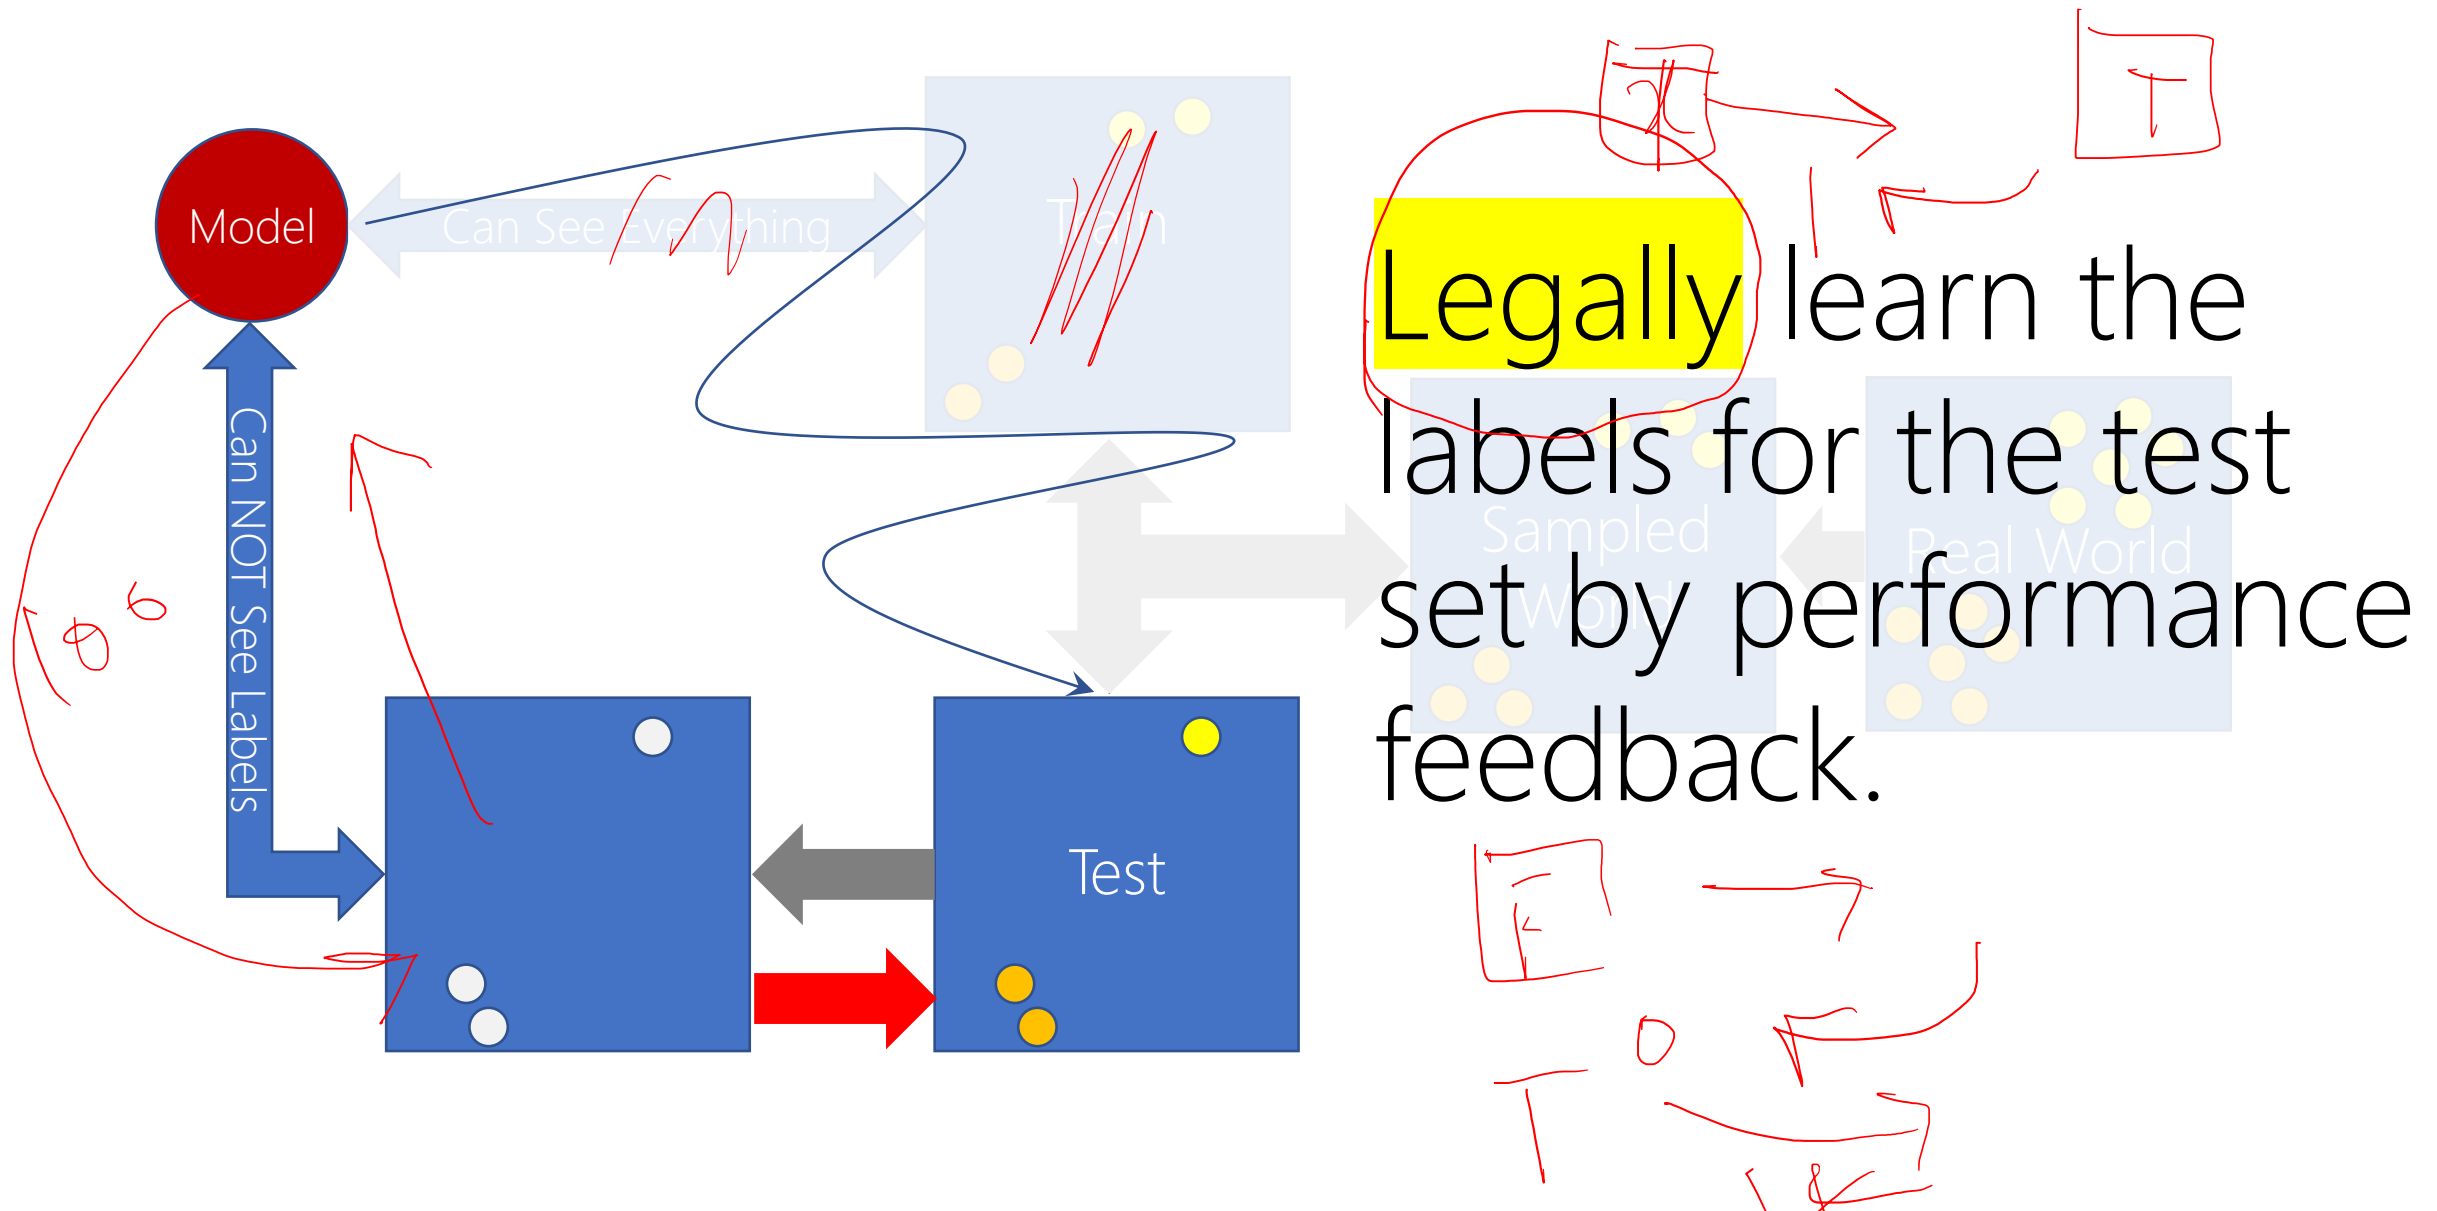 Model
Can See Everything
Train
Legally learn the
labels for the test
set by performance
feedback.
Can NOT See Labels
Sampled
World
Real World
Test
T
T